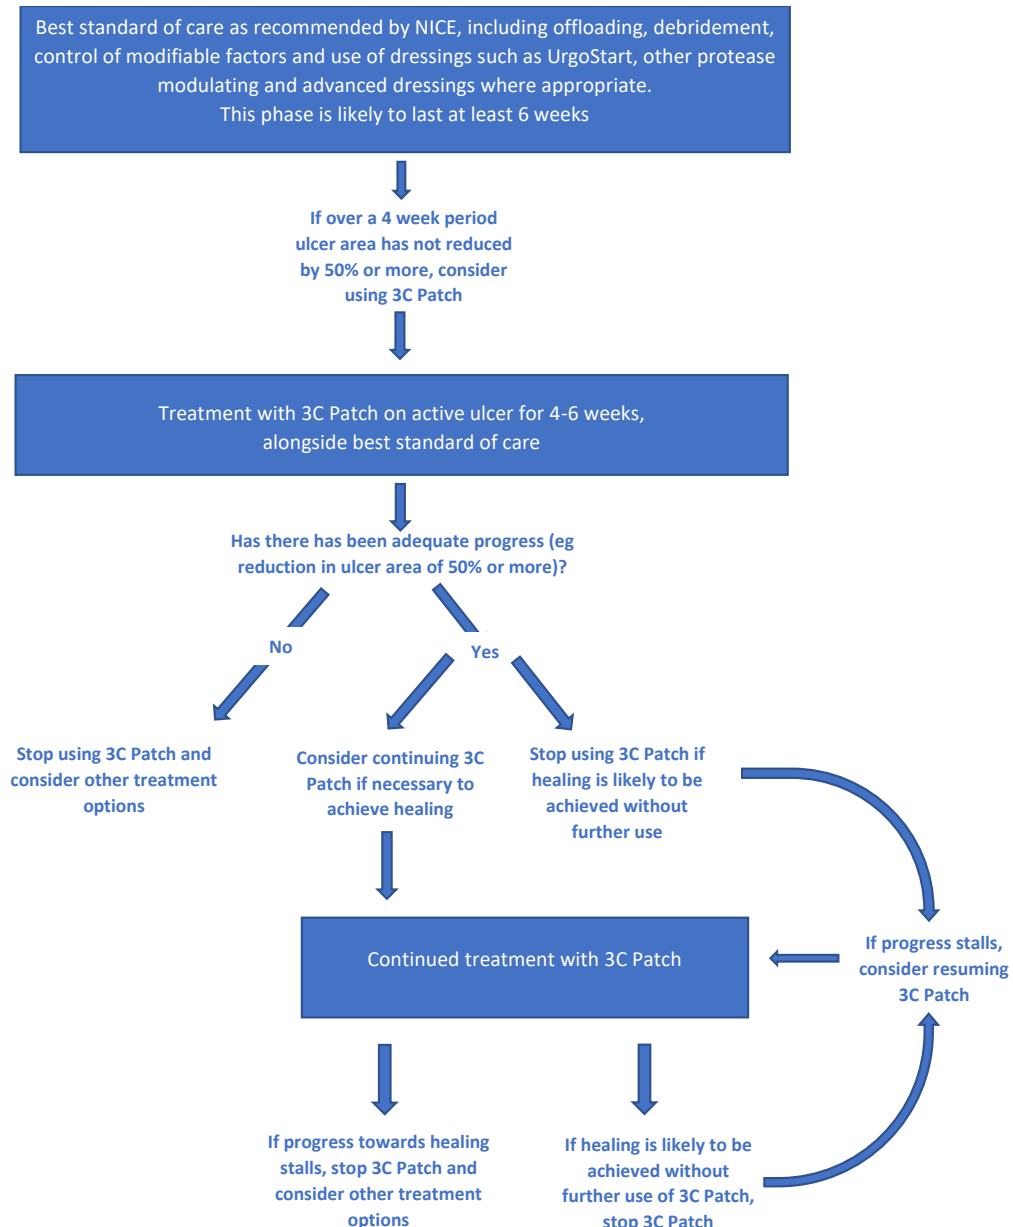 Best standard of care as recommended by NICE, including offloading, debridement,
control of modifiable factors and use of dressings such as UrgoStart, other protease
modulating and advanced dressings where appropriate.
This phase is likely to last at least 6 weeks
If over a 4 week period
ulcer area has not reduced
by 50% or more, consider
using 3C Patch
Treatment with 3C Patch on active ulcer for 4-6 weeks,
alongside best standard of care
Has there has been adequate progress (eg
reduction in ulcer area of 50% or more)?
No
Yes
Stop using 3C Patch and
consider other treatment
options
Consider continuing 3C
Patch if necessary to
achieve healing
Stop using 3C Patch if
healing is likely to be
achieved without
further use
If progress stalls,
consider resuming
3C Patch
Continued treatment with 3C Patch
If progress towards healing
stalls, stop 3C Patch and
consider other treatment
options
If healing is likely to be
achieved without
further use of 3C Patch,
stop 3C Patch